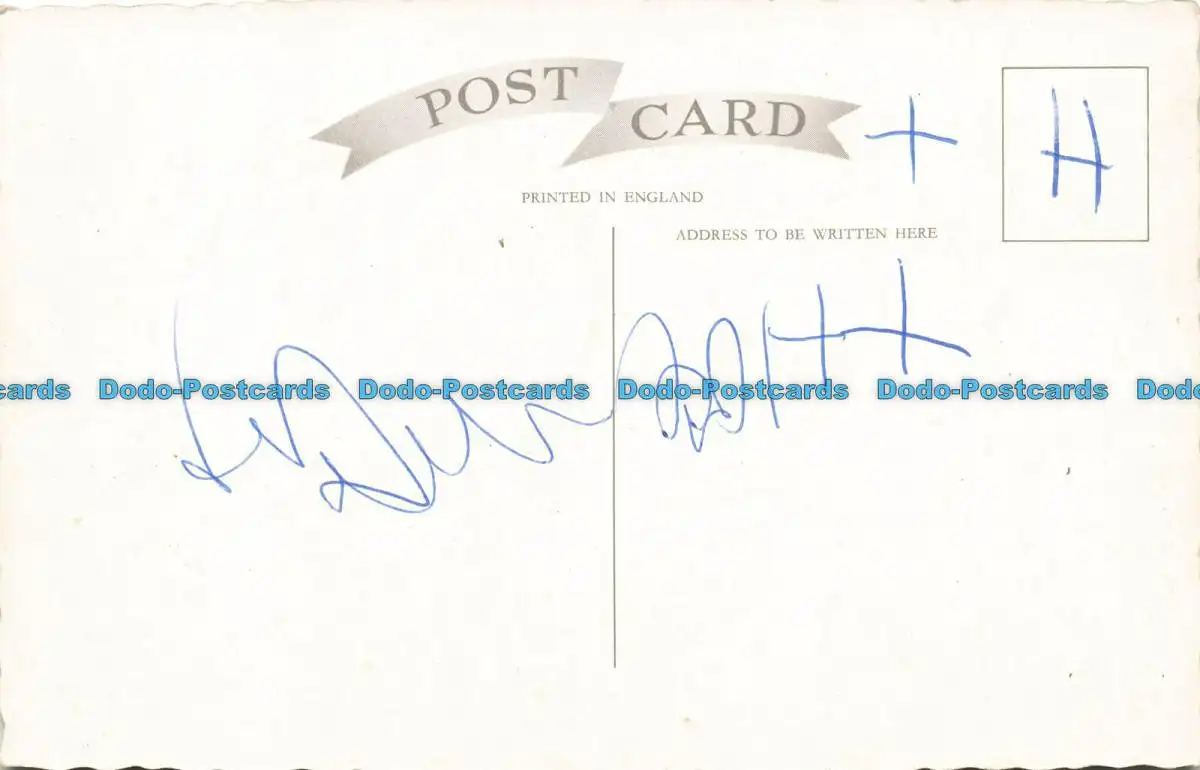 POST CARD
H
PRINTED IN ENGLAND
ADDRESS TO BE WRITTEN HERE
cards Dodo-Postcards Dodo-Postcards Dodo-Postcards Dodo-Postcards Dodo